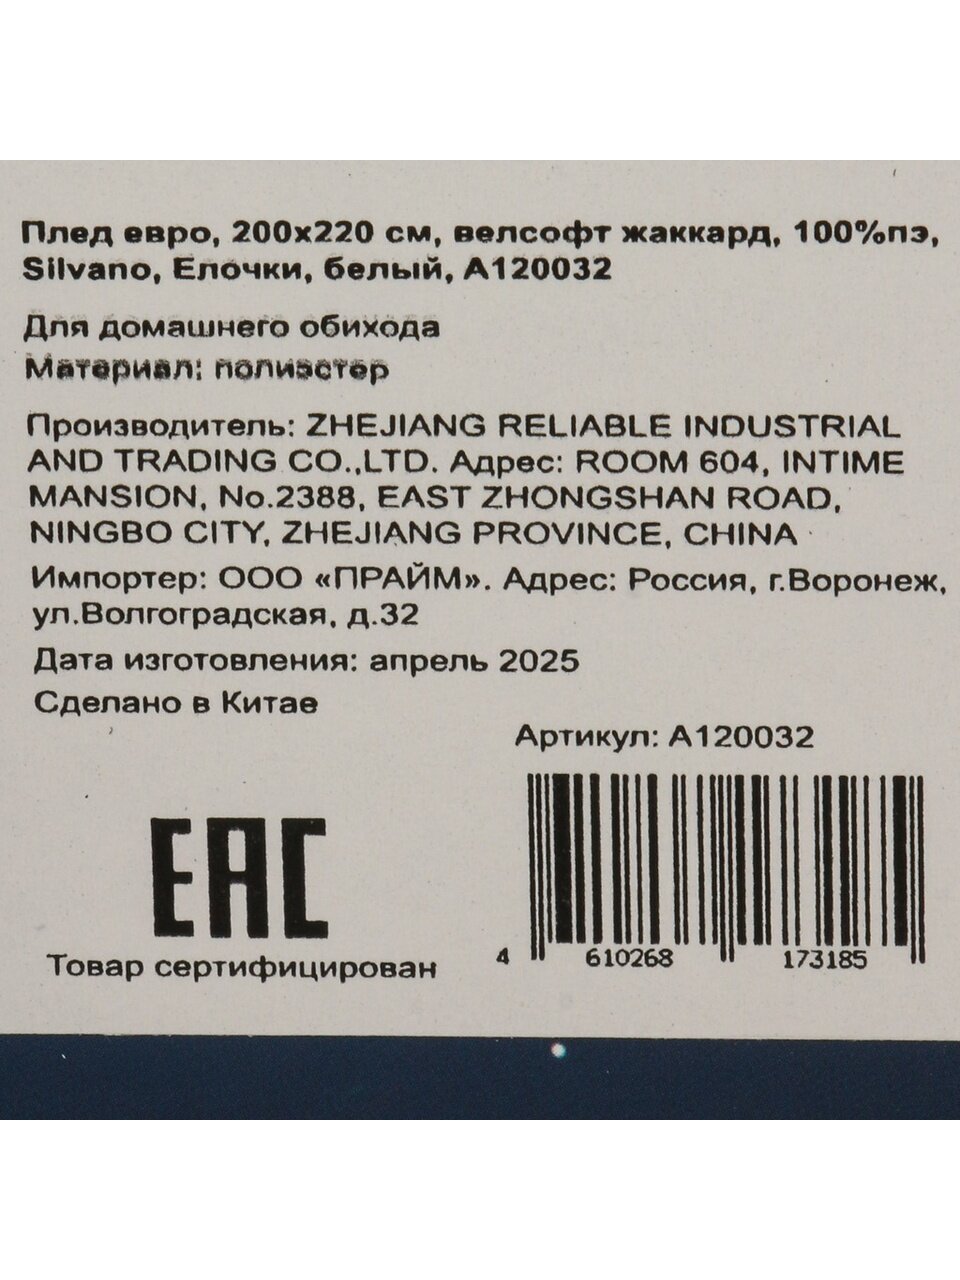 Плед евро, 200х220 см, велсофт жаккард, 100%пэ,
Silvano, Елочки, белый, А120032
Для домашнего обихода
Материал: полиэстер
Производитель: ZHEJIANG RELIABLE INDUSTRIAL
AND TRADING CO.,LTD. Адрес: ROOM 604, INTIME
MANSION, No.2388, EAST ZHONGSHAN ROAD,
NINGBO CITY, ZHEJIANG PROVINCE, CHINA
Импортер: ООО «ПРАЙМ». Адрес: Россия, г.Воронеж,
ул.Волгоградская, д.32
Дата изготовления: апрель 2025
Сделано в Китае
Артикул: А120032
ЕАС
Товар сертифицирован
4 610268 173185